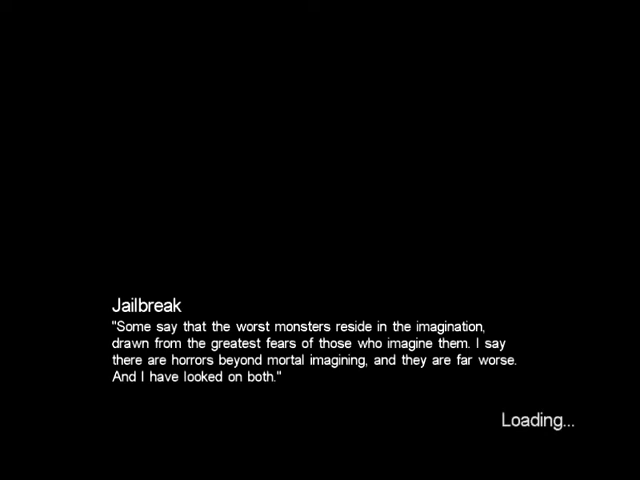 Jailbreak
"Some say that the worst monsters reside in the imagination,
drawn from the greatest fears of those who imagine them. I say
there are horrors beyond mortal imagining, and they are far worse.
And I have looked on both."
Loading...